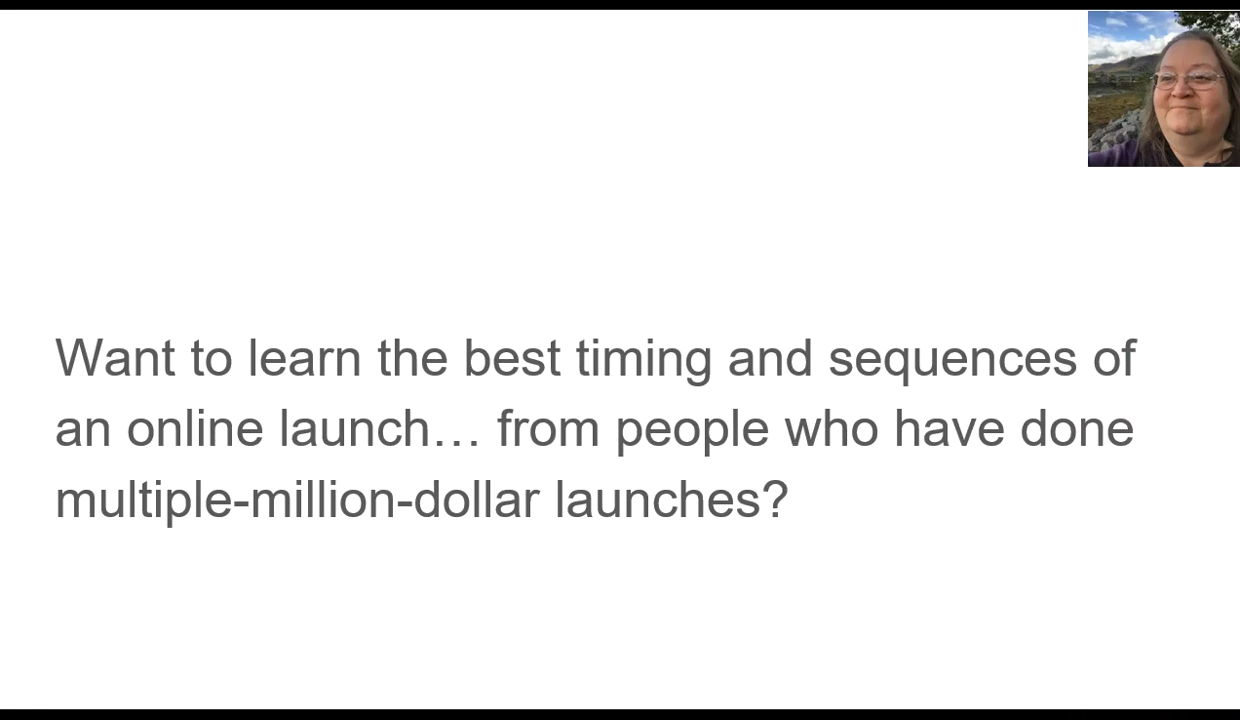 Want to learn the best timing and sequences of
an online launch… from people who have done
multiple-million-dollar launches?